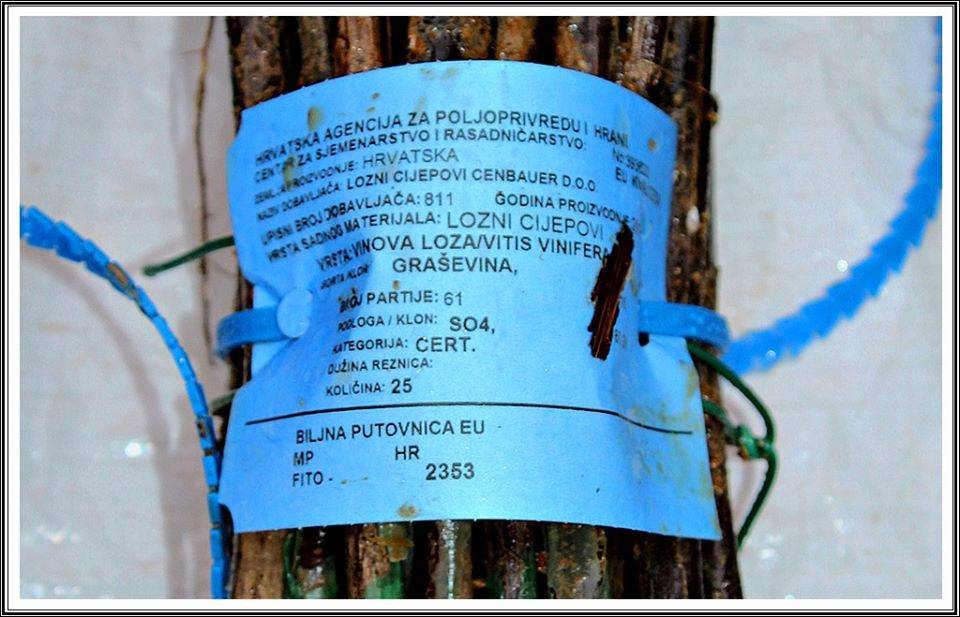 HRVATSKA AGENCIJA ZA POLJOPRIVREDU I HRANU
CENTAR ZA SJEMENARSTVO I RASADNIČARSTVO:
EU
ZEMLJA PROIZVODNJE: HRVATSKA
NAZIV DOBAVLJAČA: LOZNI CIJEPOVI CENBAUER D.O.O.
UPISNI BROJ DOBAVLJAČA: 811 GODINA PROIZVODNJE:
VRSTA SADNOG MATERIJALA: LOZNI CIJEPOVI
VRSTA: VINOVA LOZA/VITIS VINIFERA
SORTA / KLON: GRAŠEVINA,
BROJ PARTIJE: 61
PODLOGA / KLON: SO4,
KATEGORIJA: CERT.
DUŽINA REZNICA:
KOLIČINA: 25
BILJNA PUTOVNICA EU
MP HR
FITO - 2353